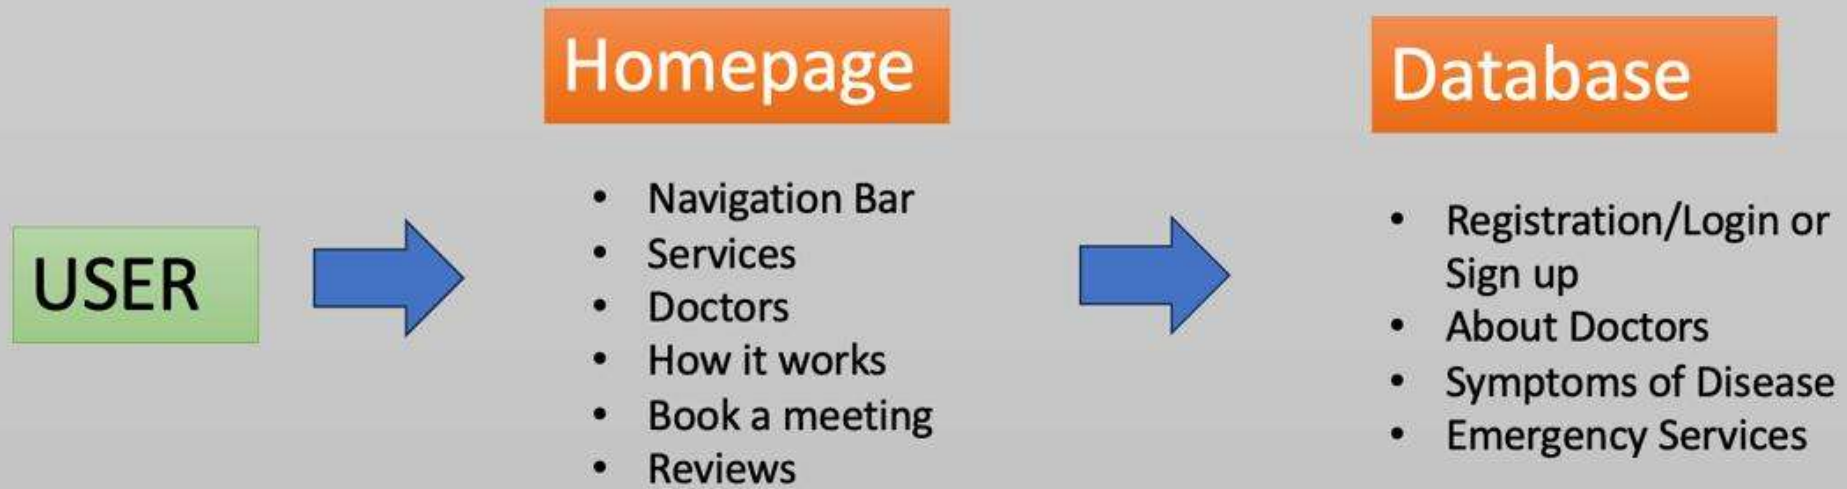 Homepage
Database
USER
• Navigation Bar
• Services
• Doctors
• How it works
• Book a meeting
• Reviews
• Registration/Login or
Sign up
• About Doctors
• Symptoms of Disease
• Emergency Services